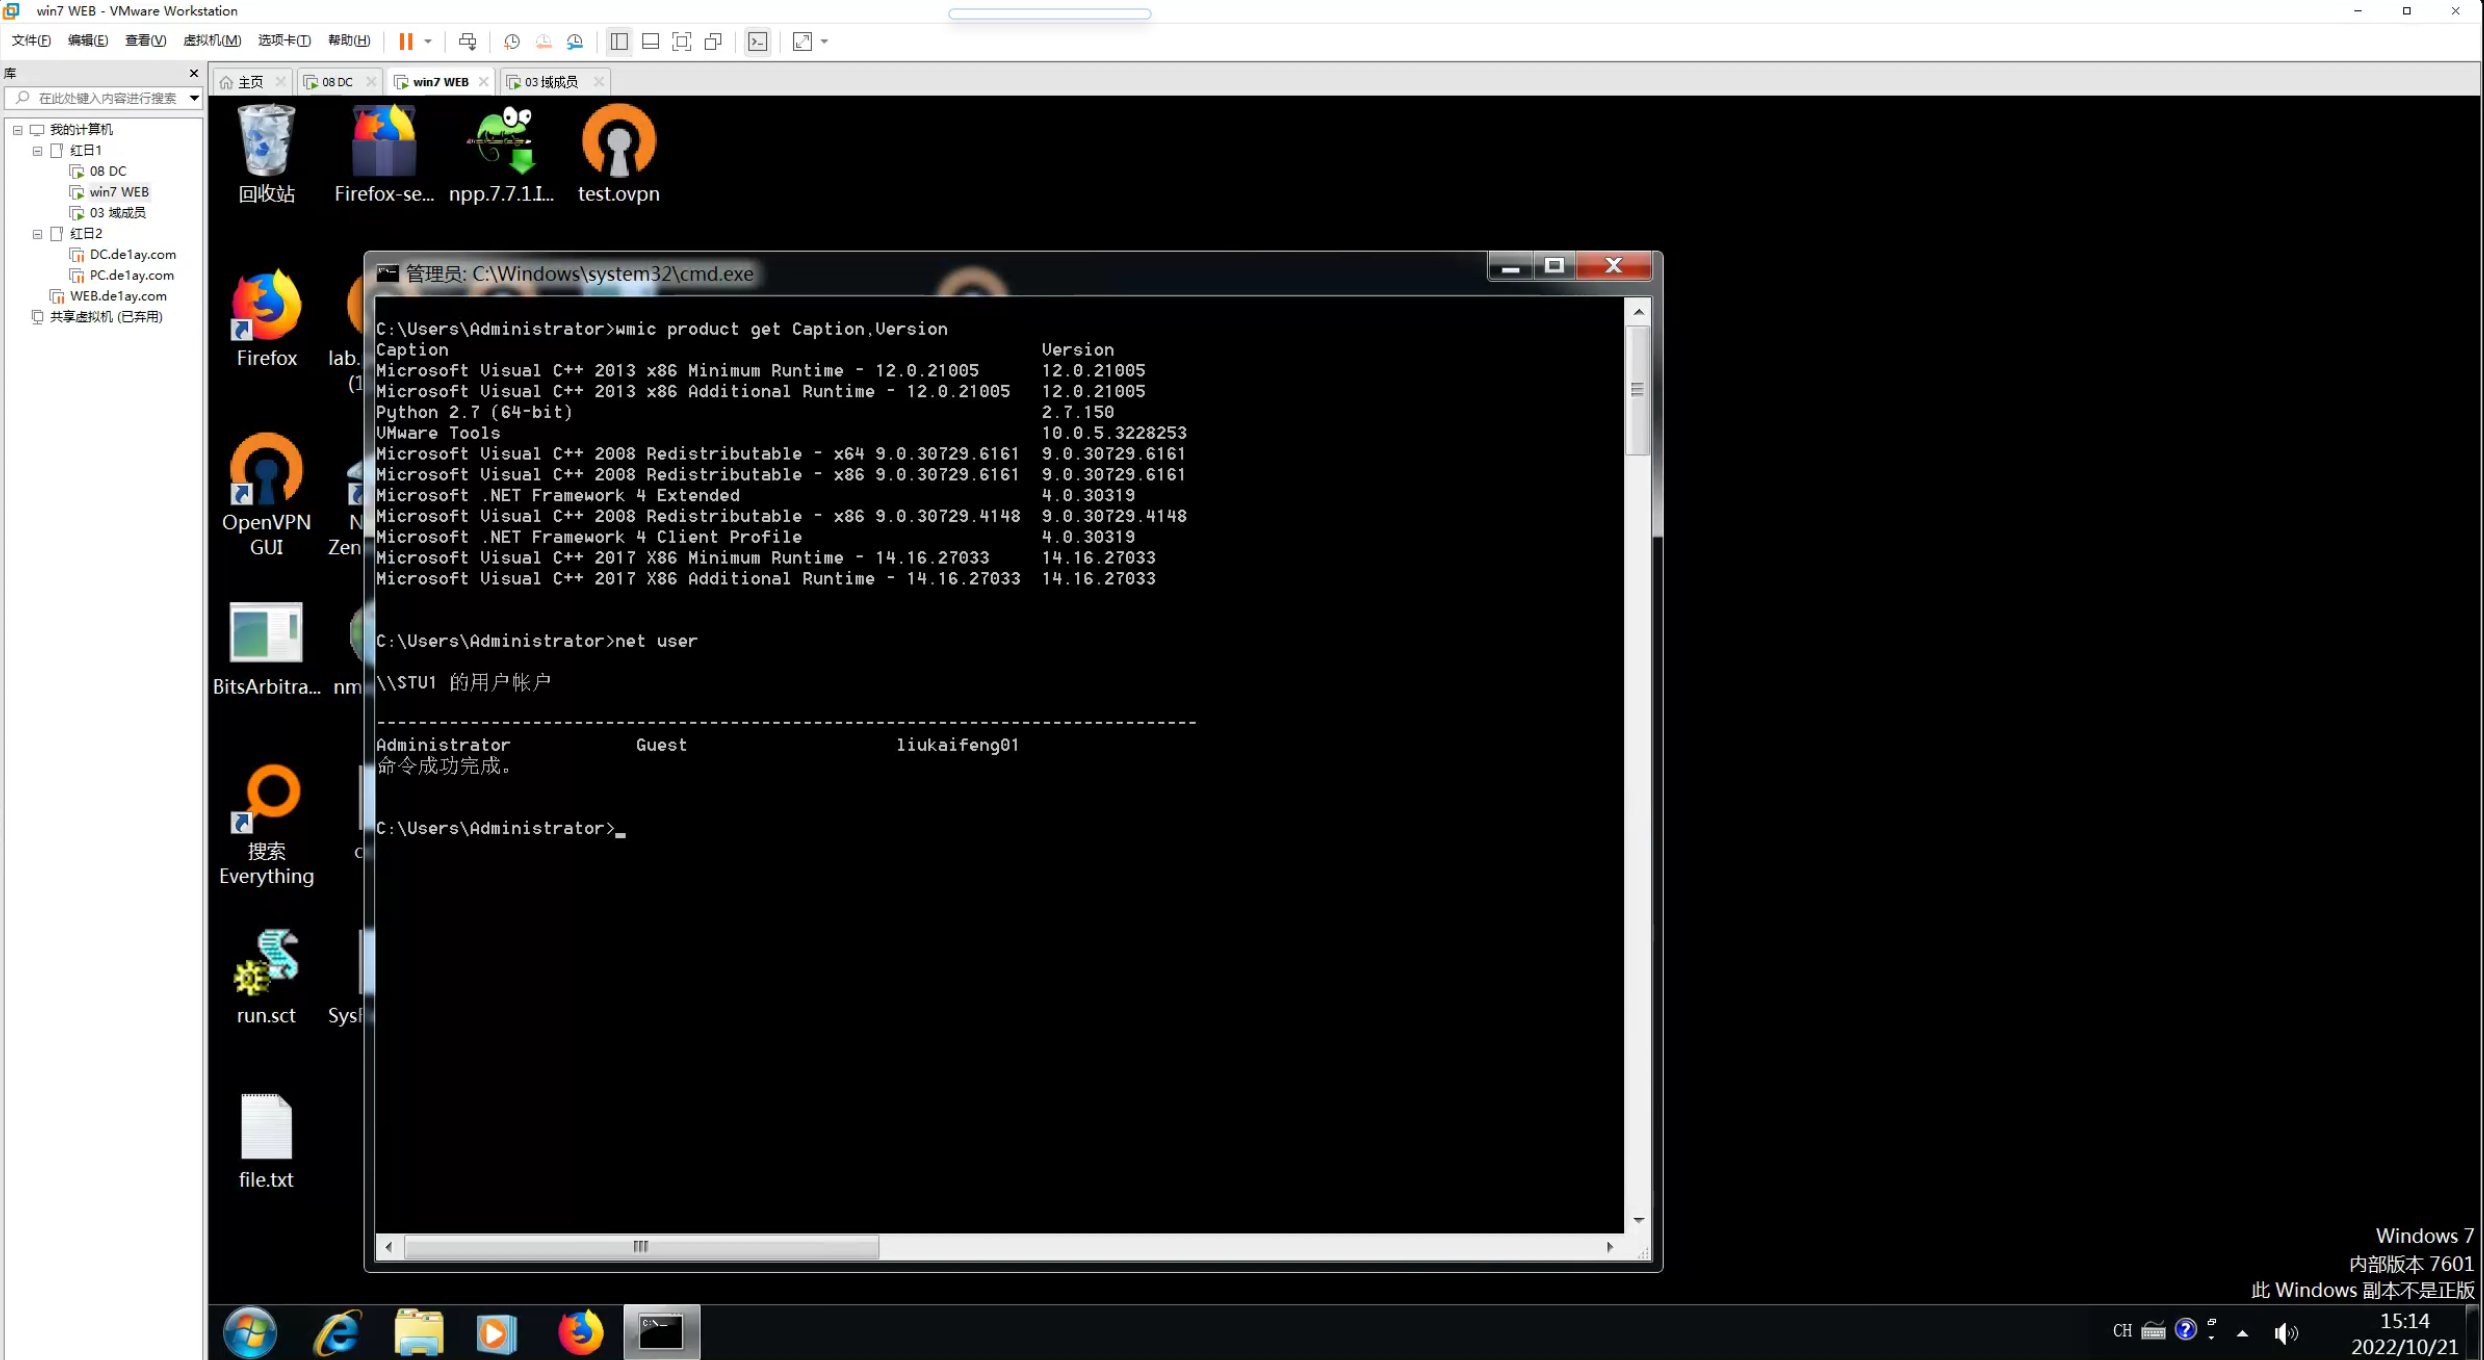 win7 WEB - VMware Workstation
文件(F) 编辑(E) 查看(V) 虚拟机(M) 选项卡(T) 帮助(H)
库
在此处键入内容进行搜索
我的计算机
红日1
08 DC
win7 WEB
03 域成员
红日2
DC.de1ay.com
PC.de1ay.com
WEB.de1ay.com
共享虚拟机 (已弃用)
主页 08 DC win7 WEB 03 域成员
回收站 Firefox-se... npp.7.7.1.I... test.ovpn
Firefox lab.
(1
OpenVPN
GUI
N
Zen
BitsArbitra... nm
搜索
Everything
c
run.sct Sysl
file.txt
管理员: C:\Windows\system32\cmd.exe
C:\Users\Administrator>wmic product get Caption,Version
Caption Version
Microsoft Visual C++ 2013 x86 Minimum Runtime - 12.0.21005 12.0.21005
Microsoft Visual C++ 2013 x86 Additional Runtime - 12.0.21005 12.0.21005
Python 2.7 (64-bit) 2.7.150
VMware Tools 10.0.5.3228253
Microsoft Visual C++ 2008 Redistributable - x64 9.0.30729.6161 9.0.30729.6161
Microsoft Visual C++ 2008 Redistributable - x86 9.0.30729.6161 9.0.30729.6161
Microsoft .NET Framework 4 Extended 4.0.30319
Microsoft Visual C++ 2008 Redistributable - x86 9.0.30729.4148 9.0.30729.4148
Microsoft .NET Framework 4 Client Profile 4.0.30319
Microsoft Visual C++ 2017 X86 Minimum Runtime - 14.16.27033 14.16.27033
Microsoft Visual C++ 2017 X86 Additional Runtime - 14.16.27033 14.16.27033
C:\Users\Administrator>net user
\\STU1 的用户帐户
-------------------------------------------------------------------------------
Administrator Guest liukaifeng01
命令成功完成。
C:\Users\Administrator>_
Windows 7
内部版本 7601
此 Windows 副本不是正版
CH
15:14
2022/10/21